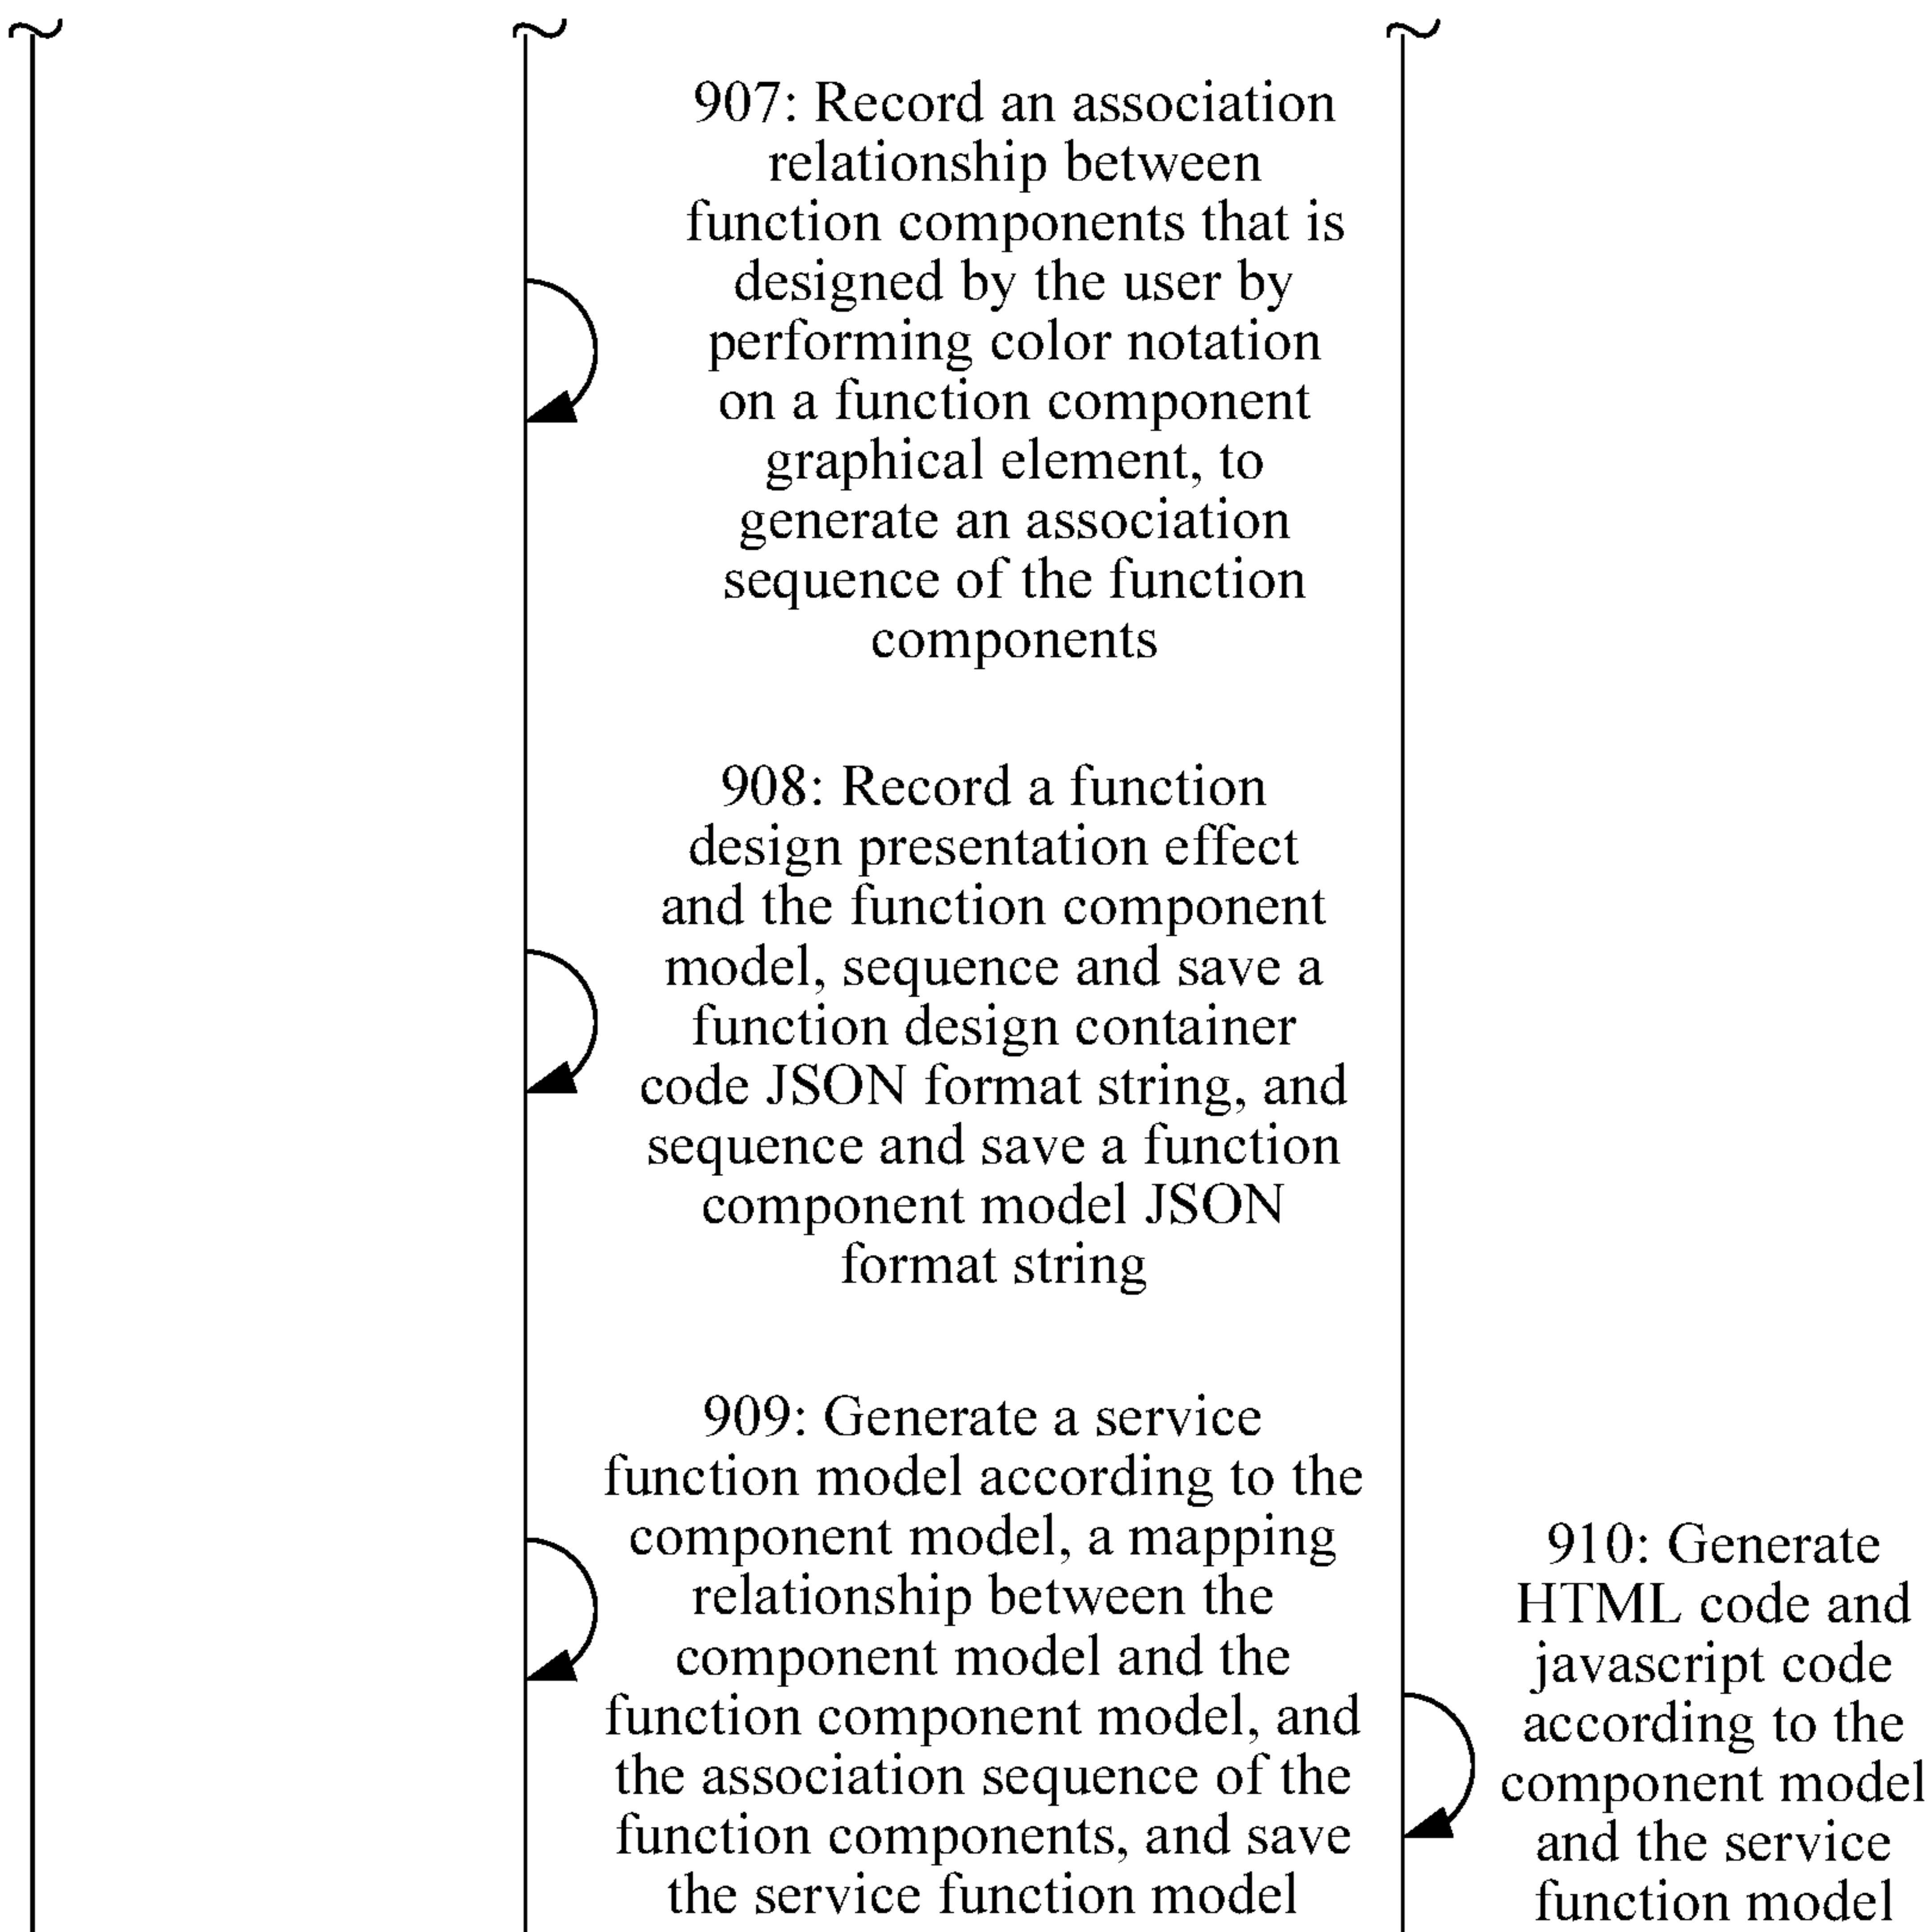 907: Record an association
relationship between
function components that is
designed by the user by
performing color notation
on a function component
graphical element, to
generate an association
sequence of the function
components
908: Record a function
design presentation effect
and the function component
model, sequence and save a
function design container
code JSON format string, and
sequence and save a function
component model JSON
format string
909: Generate a service
function model according to the
component model, a mapping
relationship between the
component model and the
function component model, and
the association sequence of the
function components, and save
the service function model
910: Generate
HTML code and
javascript code
according to the
component model
and the service
function model